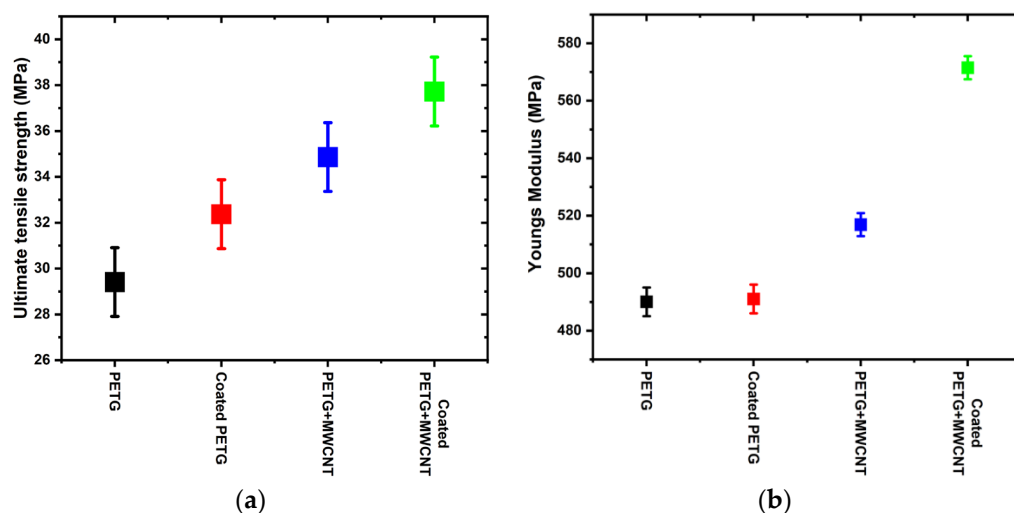 Ultimate tensile strength (MPa)
40
38
36
34
32
30
28
26
PETG
Coated PETG
PETG+MWCNT
Coated
PETG+MWCNT
(a)
Youngs Modulus (MPa)
580
560
540
520
500
480
PETG
Coated PETG
PETG+MWCNT
Coated
PETG+MWCNT
(b)